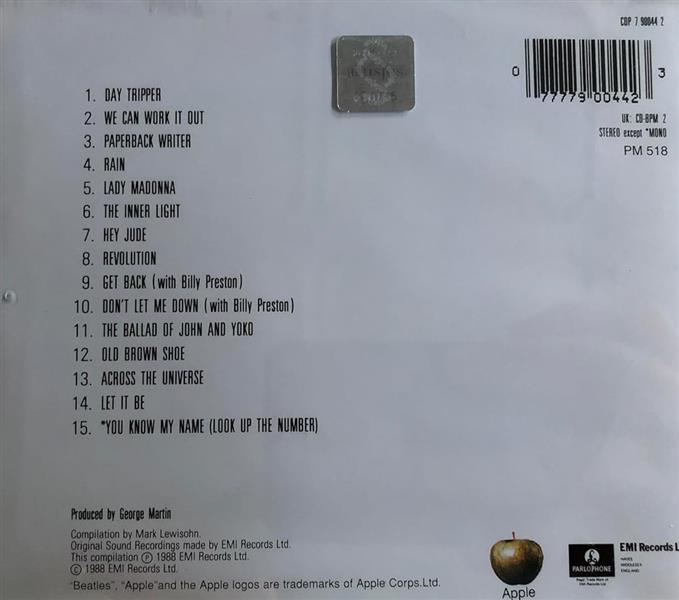 CDP 7 90044 2
0 77779 00442 3
UK: CD-BPM 2
STEREO except *MONO
PM 518
1. DAY TRIPPER
2. WE CAN WORK IT OUT
3. PAPERBACK WRITER
4. RAIN
5. LADY MADONNA
6. THE INNER LIGHT
7. HEY JUDE
8. REVOLUTION
9. GET BACK (with Billy Preston)
10. DON'T LET ME DOWN (with Billy Preston)
11. THE BALLAD OF JOHN AND YOKO
12. OLD BROWN SHOE
13. ACROSS THE UNIVERSE
14. LET IT BE
15. *YOU KNOW MY NAME (LOOK UP THE NUMBER)
Produced by George Martin
Compilation by Mark Lewisohn.
Original Sound Recordings made by EMI Records Ltd.
This compilation ℗ 1988 EMI Records Ltd.
© 1988 EMI Records Ltd.
"Beatles", "Apple" and the Apple logos are trademarks of Apple Corps.Ltd.
Apple
PARLOPHONE
EMI Records L
HAYES
MIDDLESEX
ENGLAND